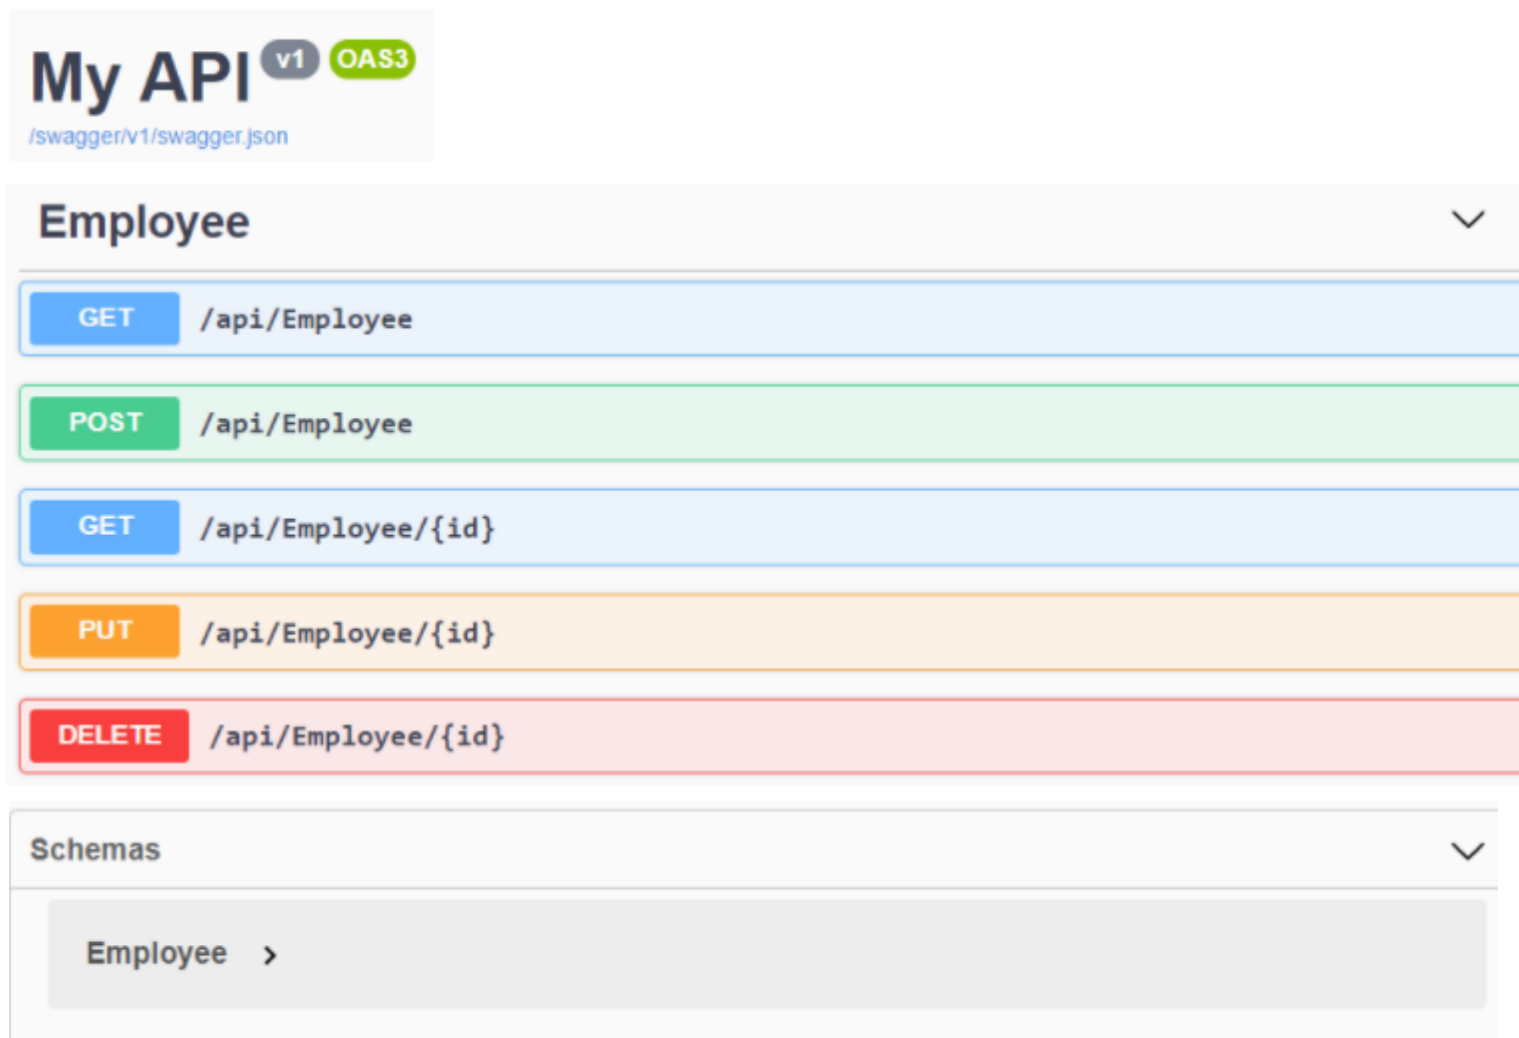 My API v1 OAS3
/swagger/v1/swagger.json
Employee
GET /api/Employee
POST /api/Employee
GET /api/Employee/{id}
PUT /api/Employee/{id}
DELETE /api/Employee/{id}
Schemas
Employee